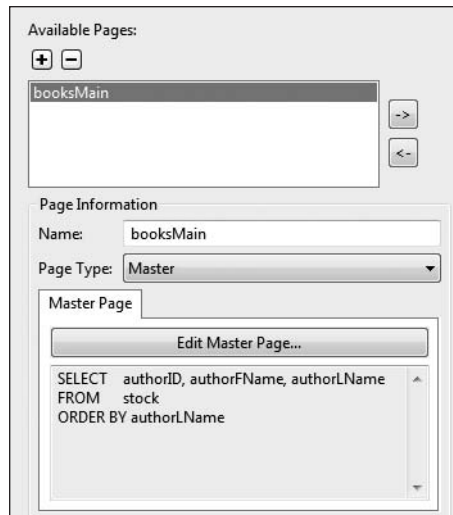 Available Pages:
+ -
booksMain
->
<-
Page Information
Name: booksMain
Page Type: Master
Master Page
Edit Master Page...
SELECT authorID, authorFName, authorLName
FROM stock
ORDER BY authorLName